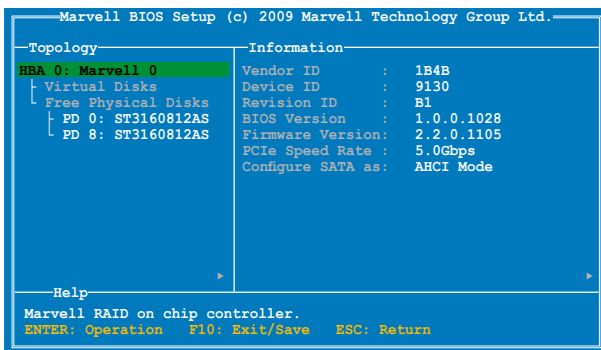 Marvell BIOS Setup (c) 2009 Marvell Technology Group Ltd.
Topology
HBA 0: Marvell 0
Virtual Disks
Free Physical Disks
PD 0: ST3160812AS
PD 8: ST3160812AS
Information
Vendor ID : 1B4B
Device ID : 9130
Revision ID : B1
BIOS Version : 1.0.0.1028
Firmware Version: 2.2.0.1105
PCIe Speed Rate : 5.0Gbps
Configure SATA as: AHCI Mode
Help
Marvell RAID on chip controller.
ENTER: Operation F10: Exit/Save ESC: Return